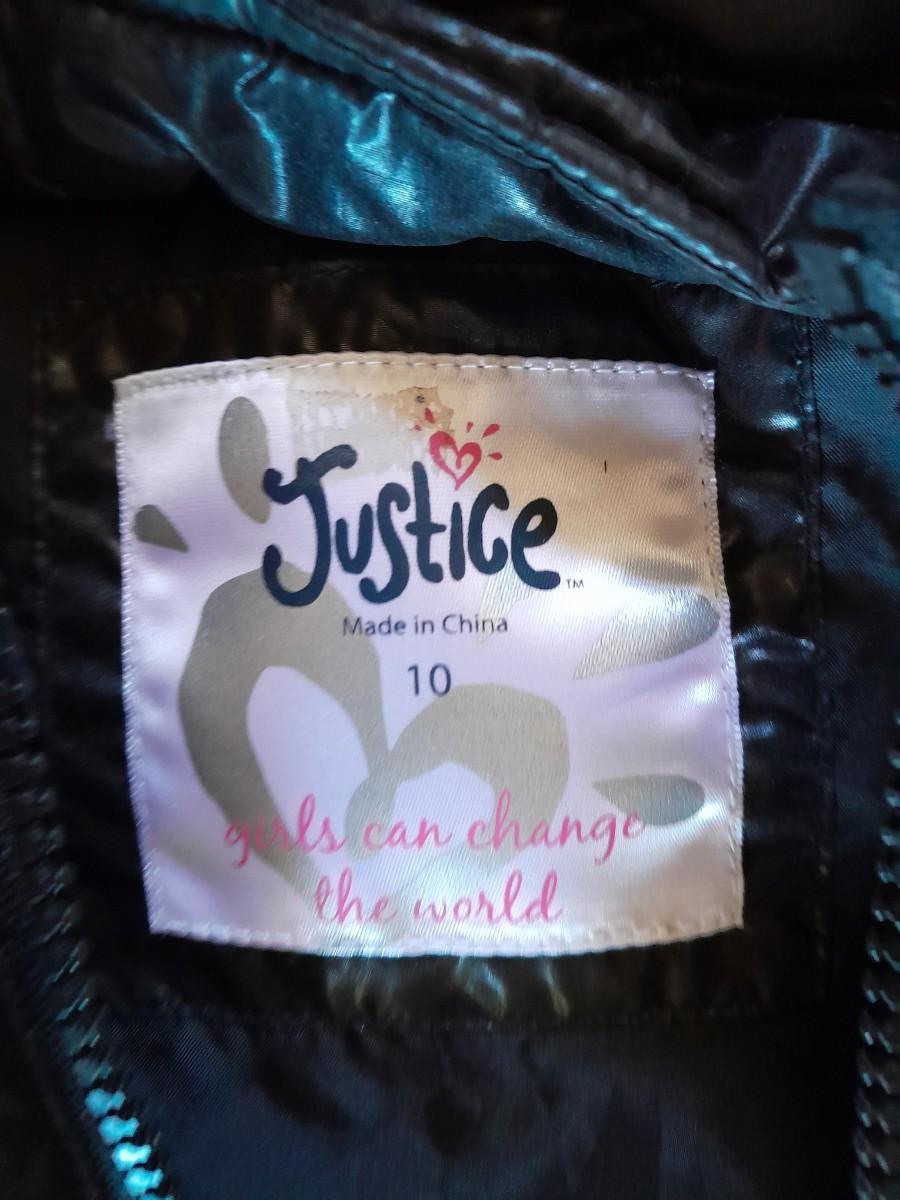 Justice™
Made in China
10
girls can change
the world